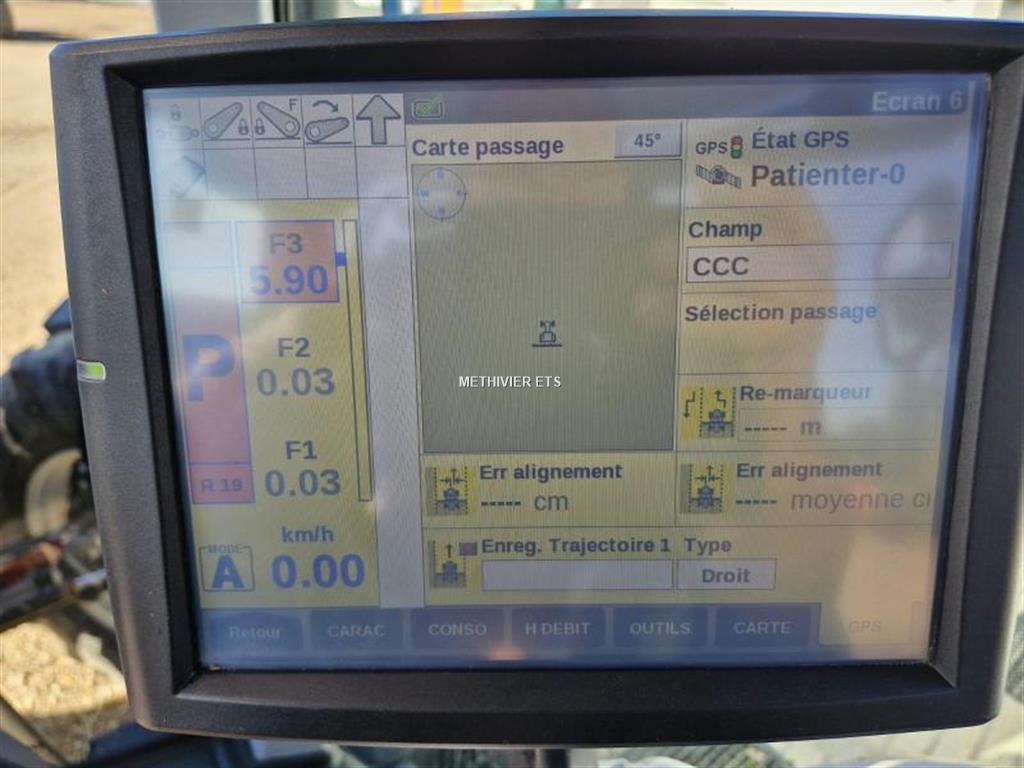 Ecran 6
F
Carte passage
45°
GPS
État GPS
Patienter-0
Champ
CCC
Sélection passage
F3
5.90
P
F2
0.03
METHIVIER ETS
Re-marqueur
----- m
F1
R 19
0.03
Err alignement
----- cm
Err alignement
----- moyenne
km/h
MODE
A
0.00
Enreg. Trajectoire 1
Type
Droit
Retour
CARAC
CONSO
H DEBIT
OUTILS
CARTE
GPS